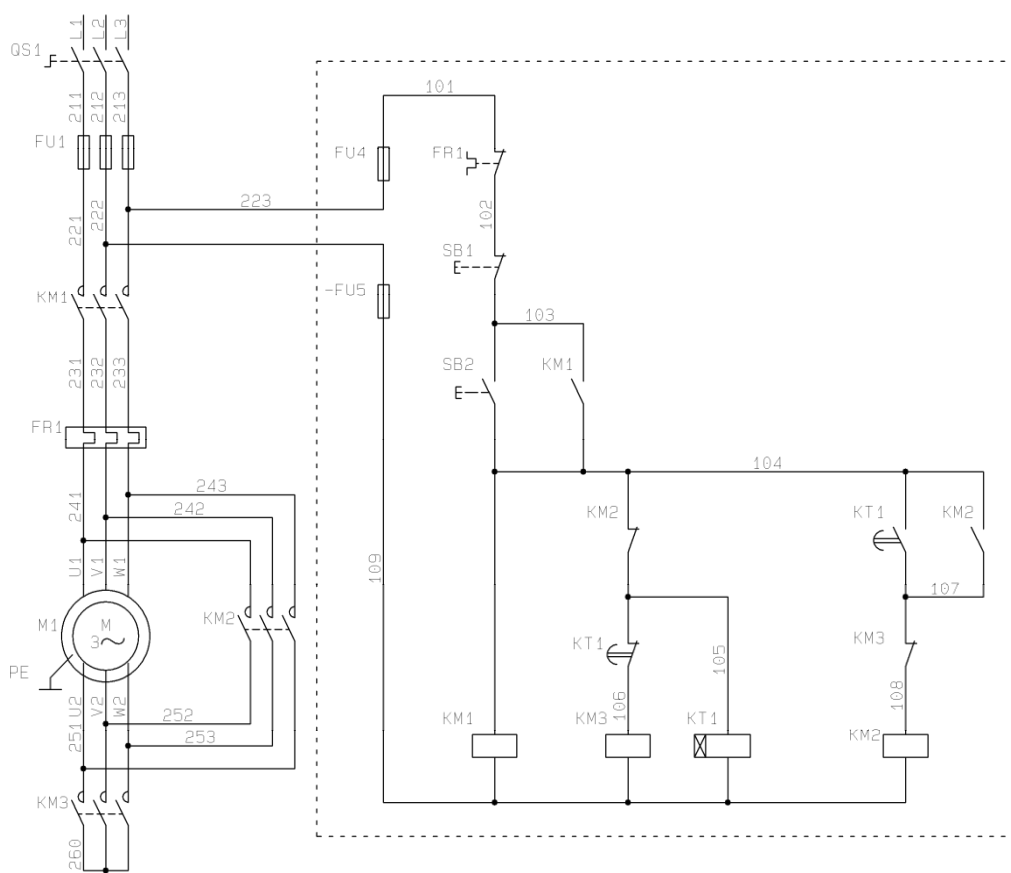 L1 L2 L3
QS1
211 212 213
101
FU1
FU4
FR1
223
221 222
102
SB1
KM1
-FU5
103
231 232 233
SB2
KM1
FR1
104
243
241
242
KM2
KT1
KM2
U1 V1 W1
109
107
M1
M
3
KM2
KT1
105
KM3
PE
U2 V2 W2
106
108
252
251
253
KM1
KM3
KT1
KM2
KM3
260